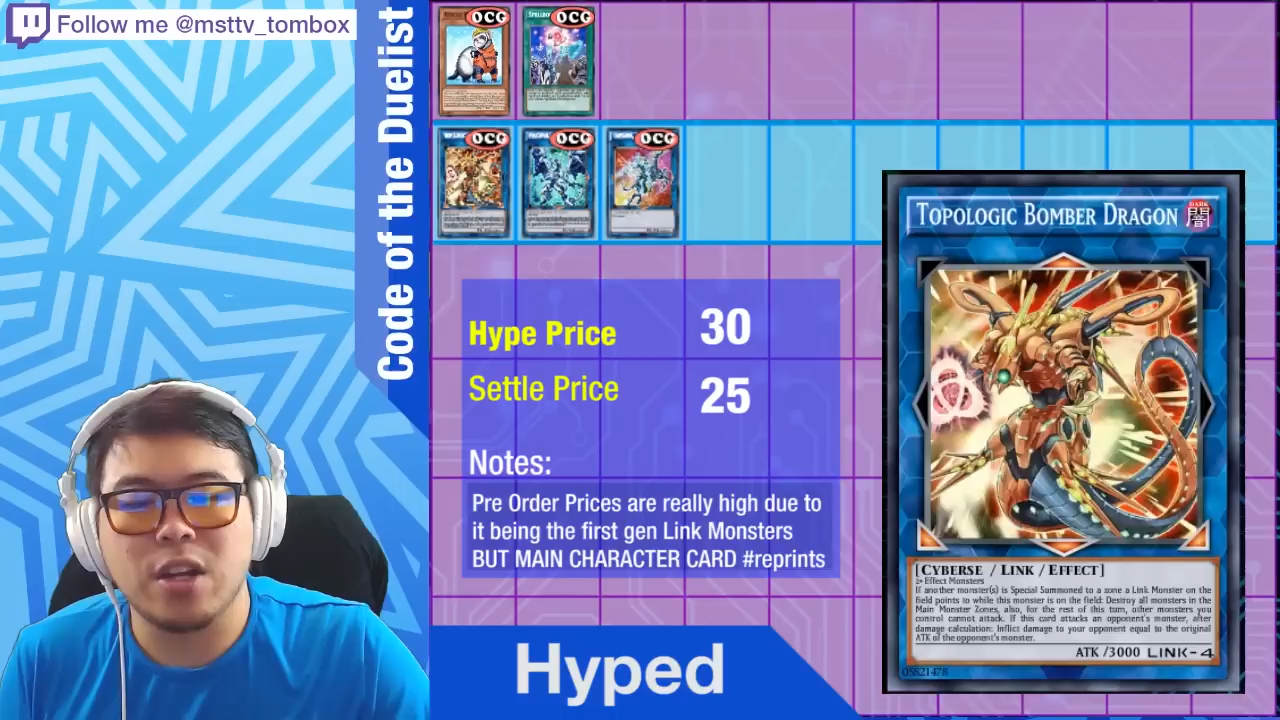 Follow me @msttv_tombox
Code of the Duelist
OCG
OCG
OCG
OCG
OCG
Hype Price 30
Settle Price 25
Notes:
Pre Order Prices are really high due to
it being the first gen Link Monsters
BUT MAIN CHARACTER CARD #reprints
Hyped
TOPOLOGIC BOMBER DRAGON
DARK
闇
[CYBERSE / LINK / EFFECT]
2+ Effect Monsters
If another monster(s) is Special Summoned to a zone a Link Monster on the
field points to while this monster is on the field: Destroy all monsters in the
Main Monster Zones, also, for the rest of this turn, other monsters you
control cannot attack. If this card attacks an opponent's monster, after
damage calculation: Inflict damage to your opponent equal to the original
ATK of the opponent's monster.
ATK /3000 LINK-4
05821478